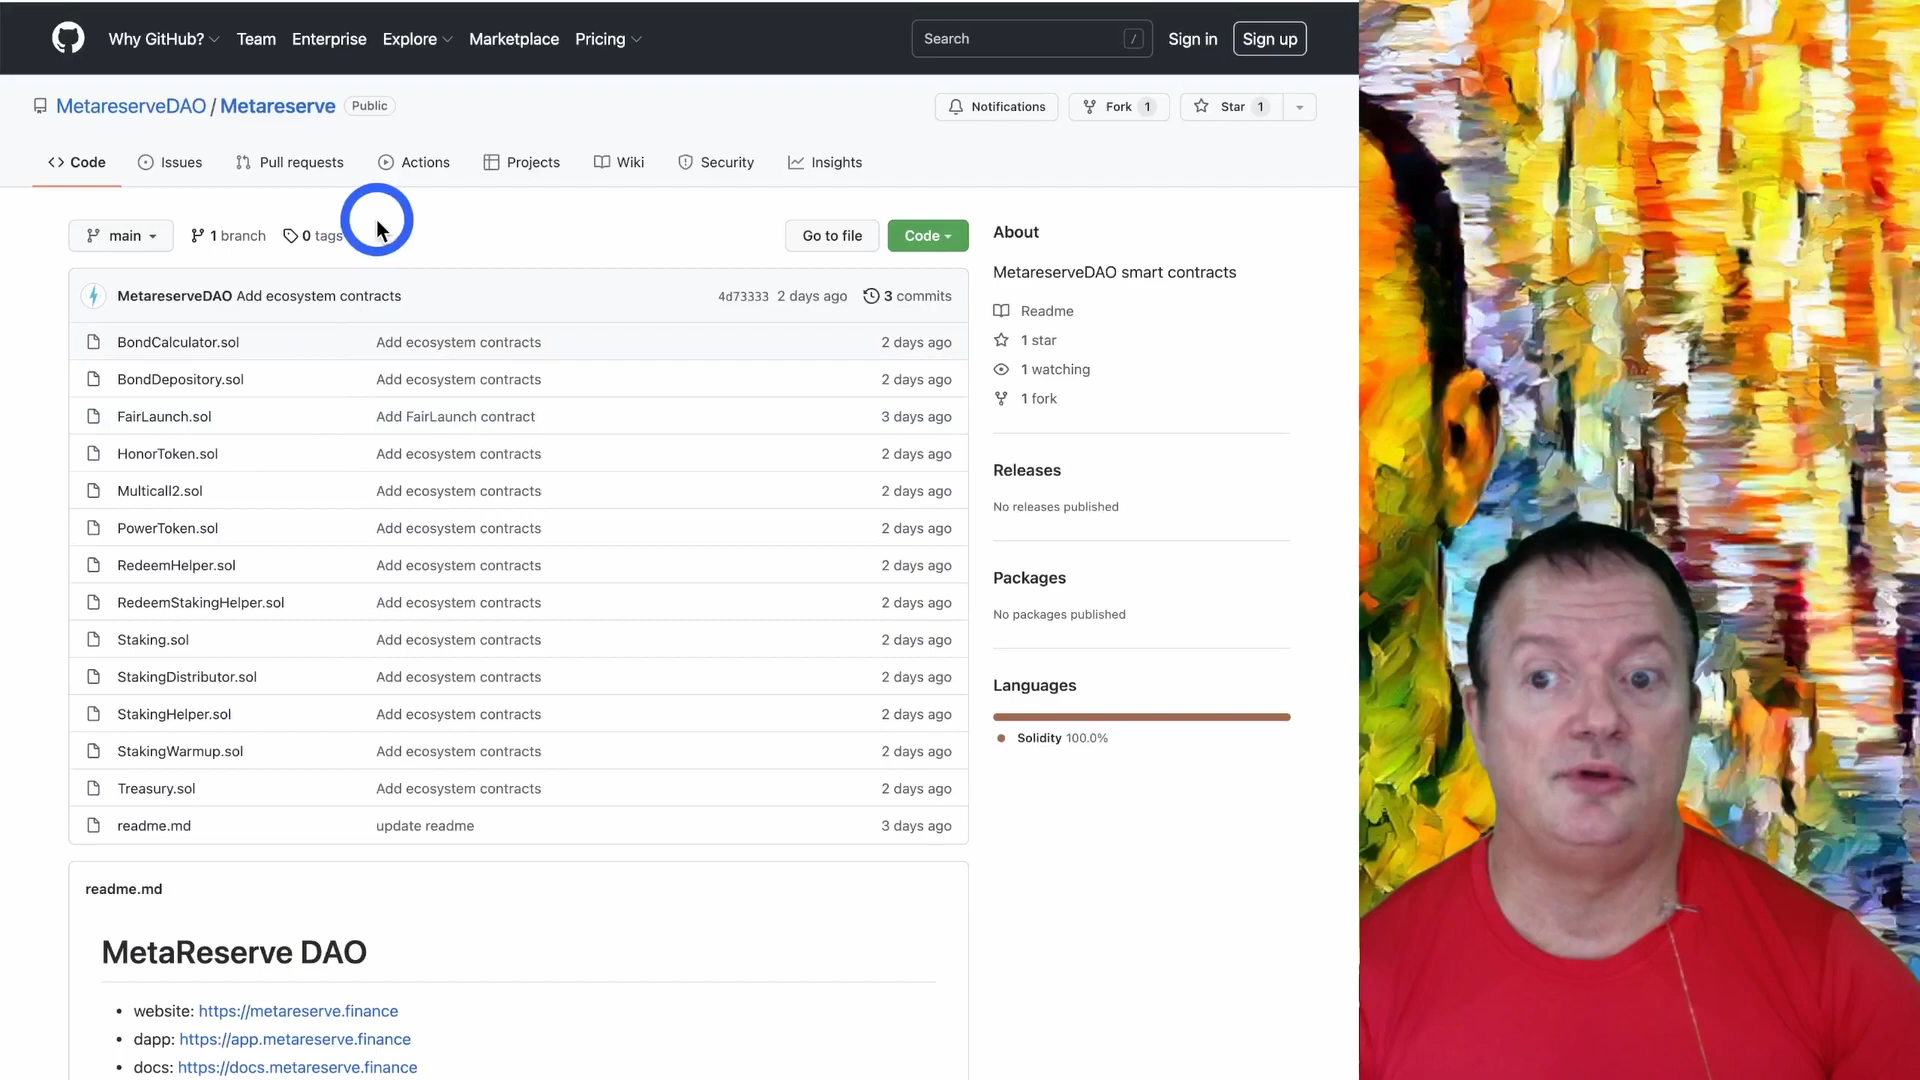 Why GitHub? Team Enterprise Explore Marketplace Pricing Search / Sign in Sign up
MetareserveDAO / Metareserve Public Notifications Fork 1 Star 1
Code Issues Pull requests Actions Projects Wiki Security Insights
main 1 branch 0 tags Go to file Code
MetareserveDAO Add ecosystem contracts 4d73333 2 days ago 3 commits
BondCalculator.sol Add ecosystem contracts 2 days ago
BondDepository.sol Add ecosystem contracts 2 days ago
FairLaunch.sol Add FairLaunch contract 3 days ago
HonorToken.sol Add ecosystem contracts 2 days ago
Multicall2.sol Add ecosystem contracts 2 days ago
PowerToken.sol Add ecosystem contracts 2 days ago
RedeemHelper.sol Add ecosystem contracts 2 days ago
RedeemStakingHelper.sol Add ecosystem contracts 2 days ago
Staking.sol Add ecosystem contracts 2 days ago
StakingDistributor.sol Add ecosystem contracts 2 days ago
StakingHelper.sol Add ecosystem contracts 2 days ago
StakingWarmup.sol Add ecosystem contracts 2 days ago
Treasury.sol Add ecosystem contracts 2 days ago
readme.md update readme 3 days ago
readme.md
MetaReserve DAO
• website: https://metareserve.finance
• dapp: https://app.metareserve.finance
• docs: https://docs.metareserve.finance
About
MetareserveDAO smart contracts
Readme
1 star
1 watching
1 fork
Releases
No releases published
Packages
No packages published
Languages
Solidity 100.0%